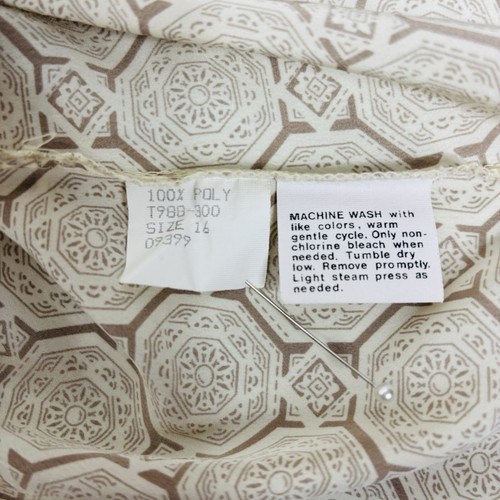 100% POLY
T980-300
SIZE 16
09399
MACHINE WASH with
like colors, warm
gentle cycle. Only non-
chlorine bleach when
needed. Tumble dry
low. Remove promptly.
Light steam press as
needed.